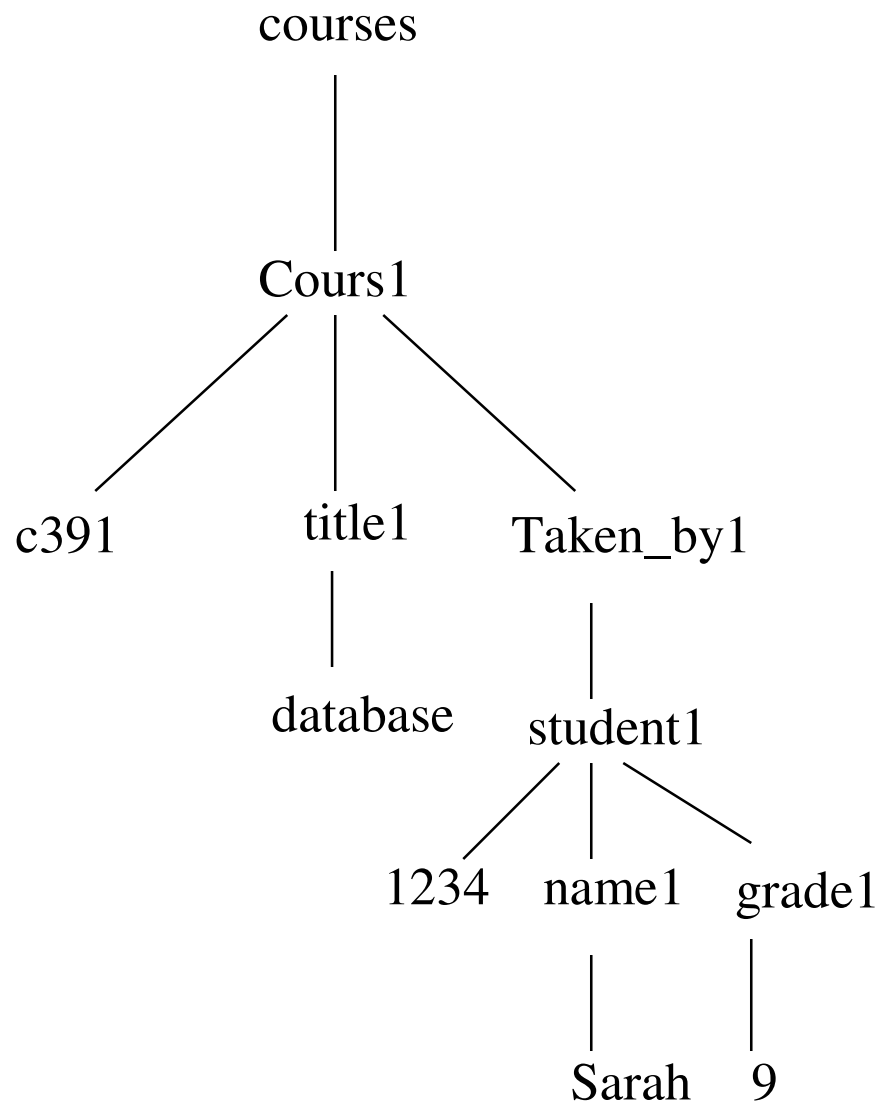 courses
Cours1
c391 title1 Taken_by1
database student1
1234 name1 grade1
Sarah 9